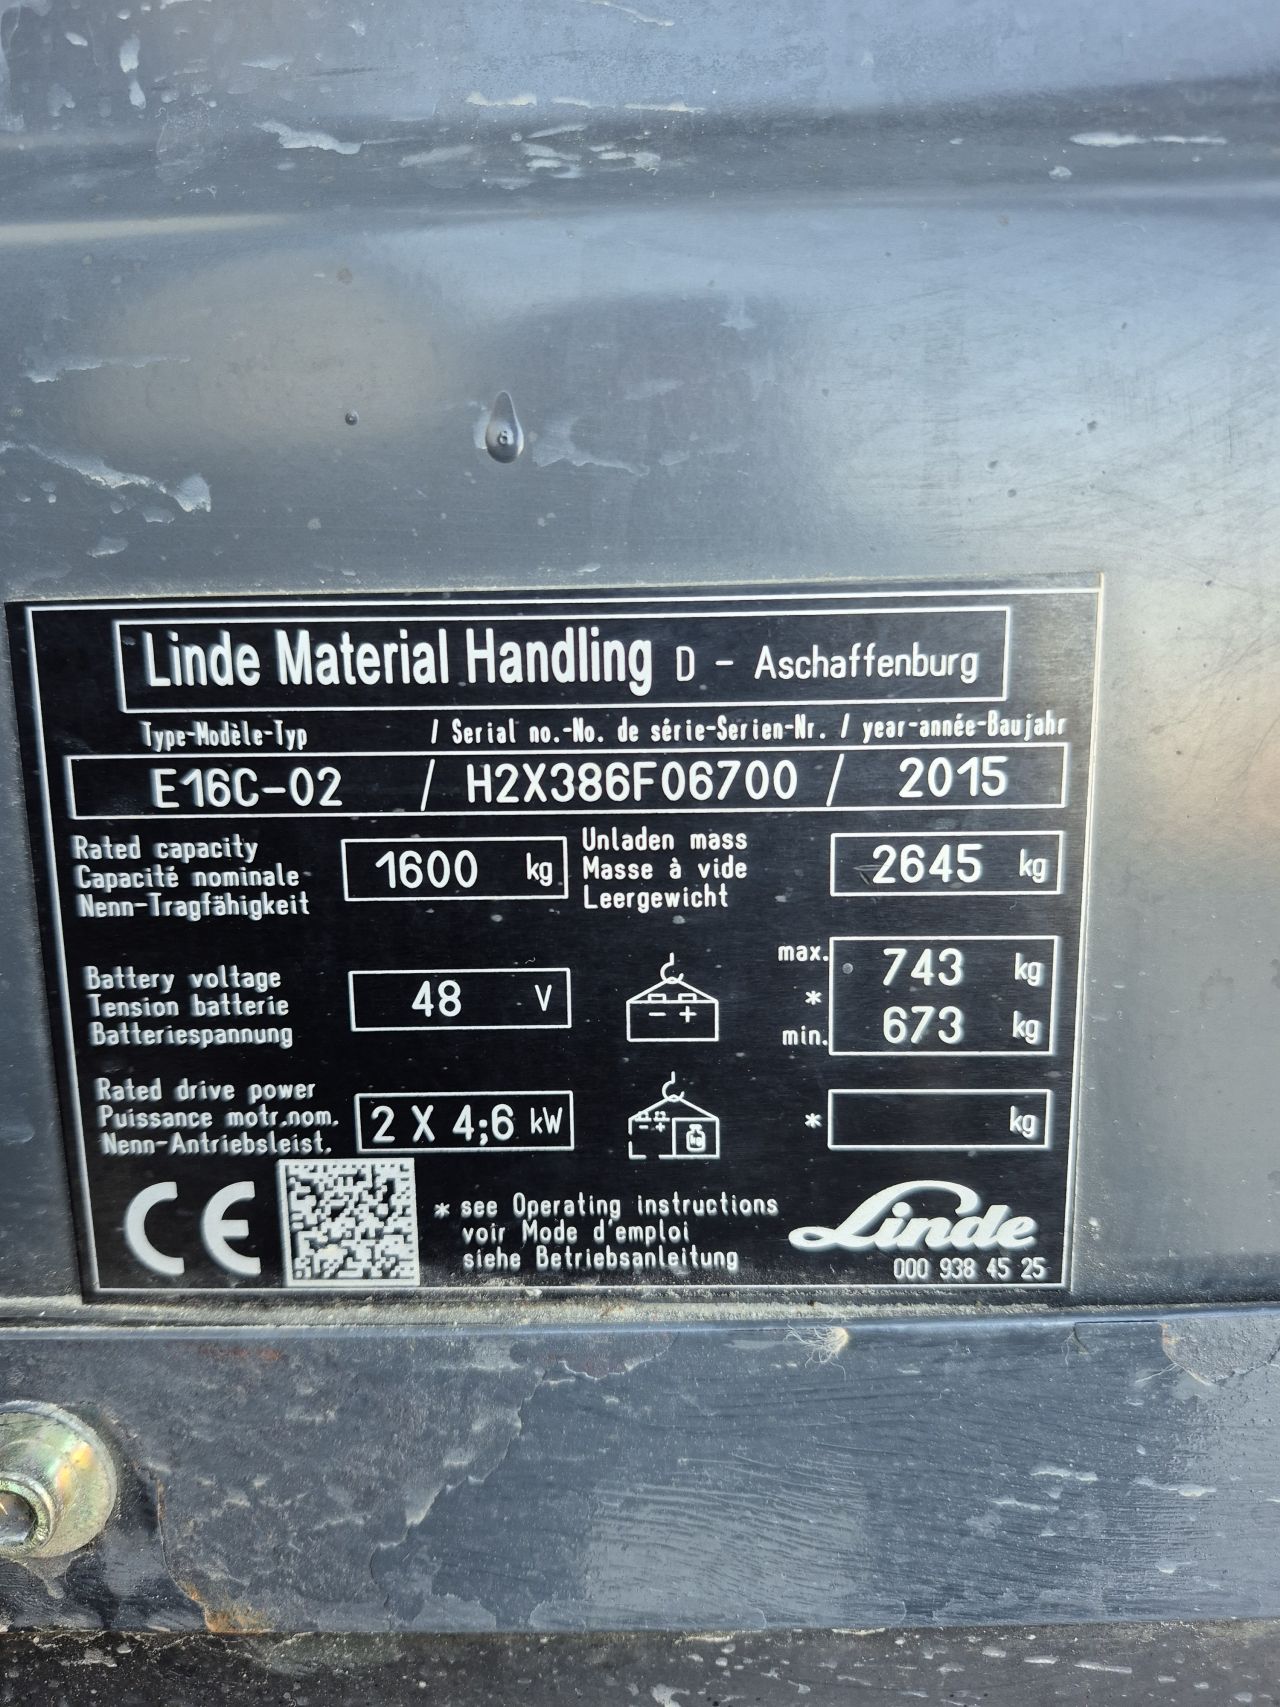 Linde Material Handling D - Aschaffenburg
Type-Modèle-Typ / Serial no.-No. de série-Serien-Nr. / year-année-Baujahr
E16C-02 / H2X386F06700 / 2015
Rated capacity
Capacité nominale
Nenn-Tragfähigkeit
1600 kg
Unladen mass
Masse à vide
Leergewicht
2645 kg
Battery voltage
Tension batterie
Batteriespannung
48 V
- +
max. 743 kg
*
min. 673 kg
Rated drive power
Puissance motr.nom.
Nenn-Antriebsleist.
2 X 4;6 kW
- +
kg
* kg
CE
* see Operating instructions
voir Mode d'emploi
siehe Betriebsanleitung
Linde
000 938 45 25